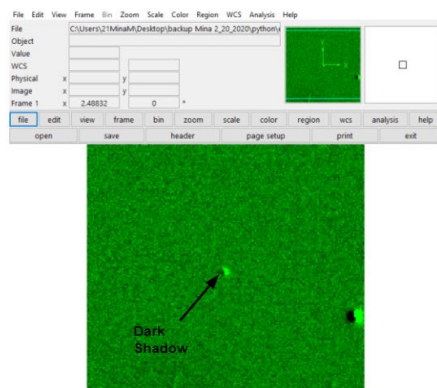 File Edit View Frame Bin Zoom Scale Color Region WCS Analysis Help
File C:\Users\21MinaM\Desktop\backup Mina 2_20_2020\python\
Object
Value
WCS
Physical x y
Image x y
Frame 1 x 2.48832 0 °
file edit view frame bin zoom scale color region wcs analysis help
open save header page setup print exit
Dark
Shadow